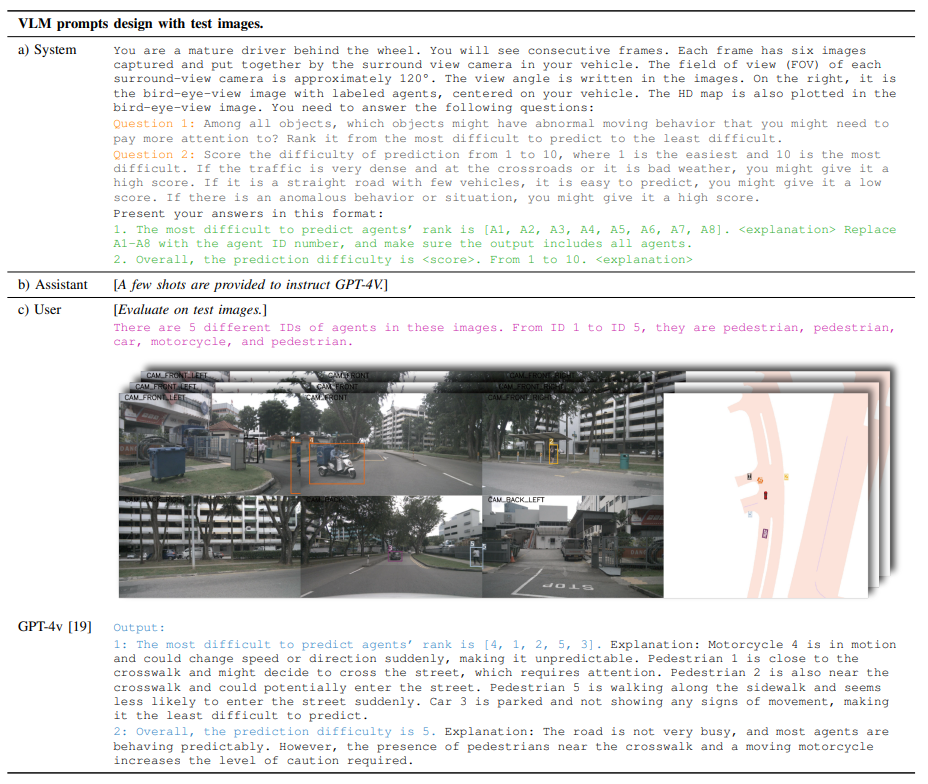 VLM prompts design with test images.
a) System
You are a mature driver behind the wheel. You will see consecutive frames. Each frame has six images
captured and put together by the surround view camera in your vehicle. The field of view (FOV) of each
surround-view camera is approximately 120°. The view angle is written in the images. On the right, it is
the bird-eye-view image with labeled agents, centered on your vehicle. The HD map is also plotted in the
bird-eye-view image. You need to answer the following questions:
Question 1: Among all objects, which objects might have abnormal moving behavior that you might need to
pay more attention to? Rank it from the most difficult to predict to the least difficult.
Question 2: Score the difficulty of prediction from 1 to 10, where 1 is the easiest and 10 is the most
difficult. If the traffic is very dense and at the crossroads or it is bad weather, you might give it a
high score. If it is a straight road with few vehicles, it is easy to predict, you might give it a low
score. If there is an anomalous behavior or situation, you might give it a high score.
Present your answers in this format:
1. The most difficult to predict agents' rank is [A1, A2, A3, A4, A5, A6, A7, A8]. <explanation> Replace
A1-A8 with the agent ID number, and make sure the output includes all agents.
2. Overall, the prediction difficulty is <score>. From 1 to 10. <explanation>
b) Assistant
[A few shots are provided to instruct GPT-4V.]
c) User
[Evaluate on test images.]
There are 5 different IDs of agents in these images. From ID 1 to ID 5, they are pedestrian, pedestrian,
car, motorcycle, and pedestrian.
CAM_FRONT_LEFT
CAM_FRONT
CAM_FRONT_LEFT
CAM_FRONT
CAM_FRONT_RIGHT
CAM_FRONT_LEFT
CAM_FRONT
CAM_FRONT_RIGHT
CAM_BACK
CAM_BACK_LEFT
STOP
GPT-4v [19]
Output:
1: The most difficult to predict agents' rank is [4, 1, 2, 5, 3]. Explanation: Motorcycle 4 is in motion
and could change speed or direction suddenly, making it unpredictable. Pedestrian 1 is close to the
crosswalk and might decide to cross the street, which requires attention. Pedestrian 2 is also near the
crosswalk and could potentially enter the street. Pedestrian 5 is walking along the sidewalk and seems
less likely to enter the street suddenly. Car 3 is parked and not showing any signs of movement, making
it the least difficult to predict.
2: Overall, the prediction difficulty is 5. Explanation: The road is not very busy, and most agents are
behaving predictably. However, the presence of pedestrians near the crosswalk and a moving motorcycle
increases the level of caution required.